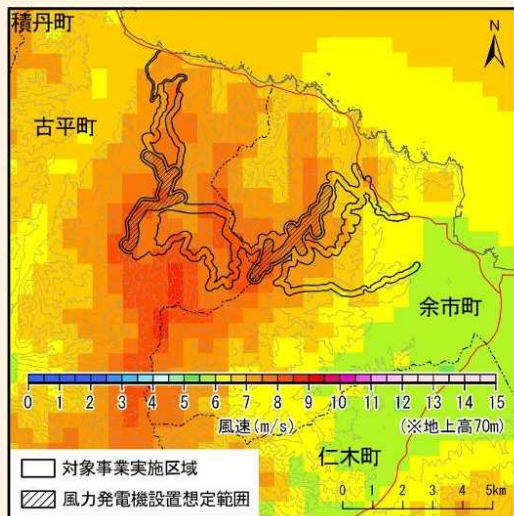 積丹町
N
古平町
余市町
0 1 2 3 4 5 6 7 8 9 10 11 12 13 14 15
風速(m/s) (※地上高70m)
仁木町
対象事業実施区域
風力発電機設置想定範囲
0 1 2 3 4 5km